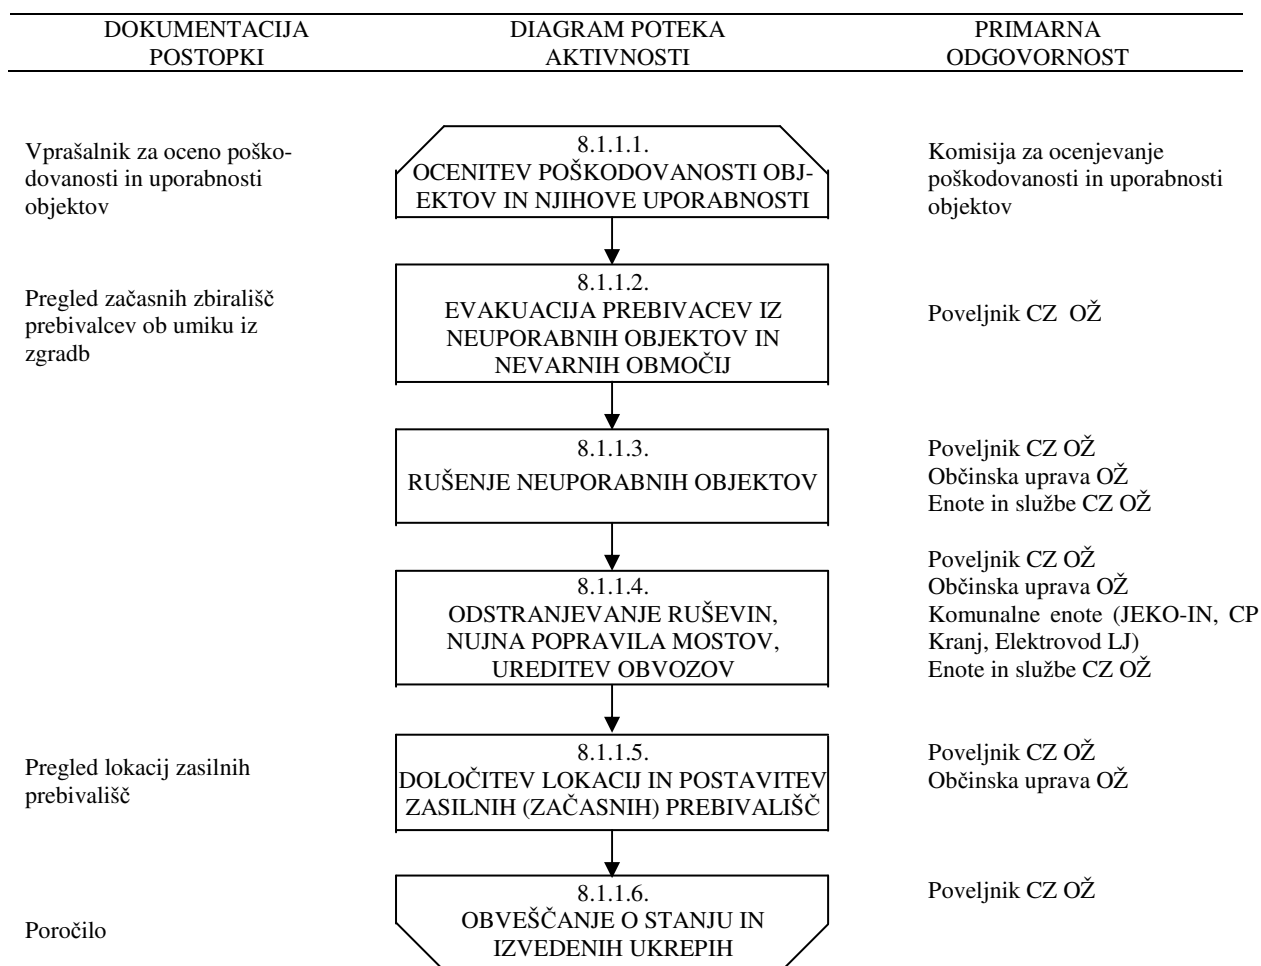 DOKUMENTACIJA
POSTOPKI
DIAGRAM POTEKA
AKTIVNOSTI
PRIMARNA
ODGOVORNOST
Vprašalnik za oceno poško-
dovanosti in uporabnosti
objektov
8.1.1.1.
OCENITEV POŠKODOVANOSTI OBJ-
EKTOV IN NJIHOVE UPORABNOSTI
Komisija za ocenjevanje
poškodovanosti in uporabnosti
objektov
Pregled začasnih zbirališč
prebivalcev ob umiku iz
zgradb
8.1.1.2.
EVAKUACIJA PREBIVACEV IZ
NEUPORABNIH OBJEKTOV IN
NEVARNIH OBMOČIJ
Poveljnik CZ OŽ
8.1.1.3.
RUŠENJE NEUPORABNIH OBJEKTOV
Poveljnik CZ OŽ
Občinska uprava OŽ
Enote in službe CZ OŽ
8.1.1.4.
ODSTRANJEVANJE RUŠEVIN,
NUJNA POPRAVILA MOSTOV,
UREDITEV OBVOZOV
Poveljnik CZ OŽ
Občinska uprava OŽ
Komunalne enote (JEKO-IN, CP
Kranj, Elektrovod LJ)
Enote in službe CZ OŽ
Pregled lokacij zasilnih
prebivališč
8.1.1.5.
DOLOČITEV LOKACIJ IN POSTAVITEV
ZASILNIH (ZAČASNIH) PREBIVALIŠČ
Poveljnik CZ OŽ
Občinska uprava OŽ
Poročilo
8.1.1.6.
OBVEŠČANJE O STANJU IN
IZVEDENIH UKREPIH
Poveljnik CZ OŽ